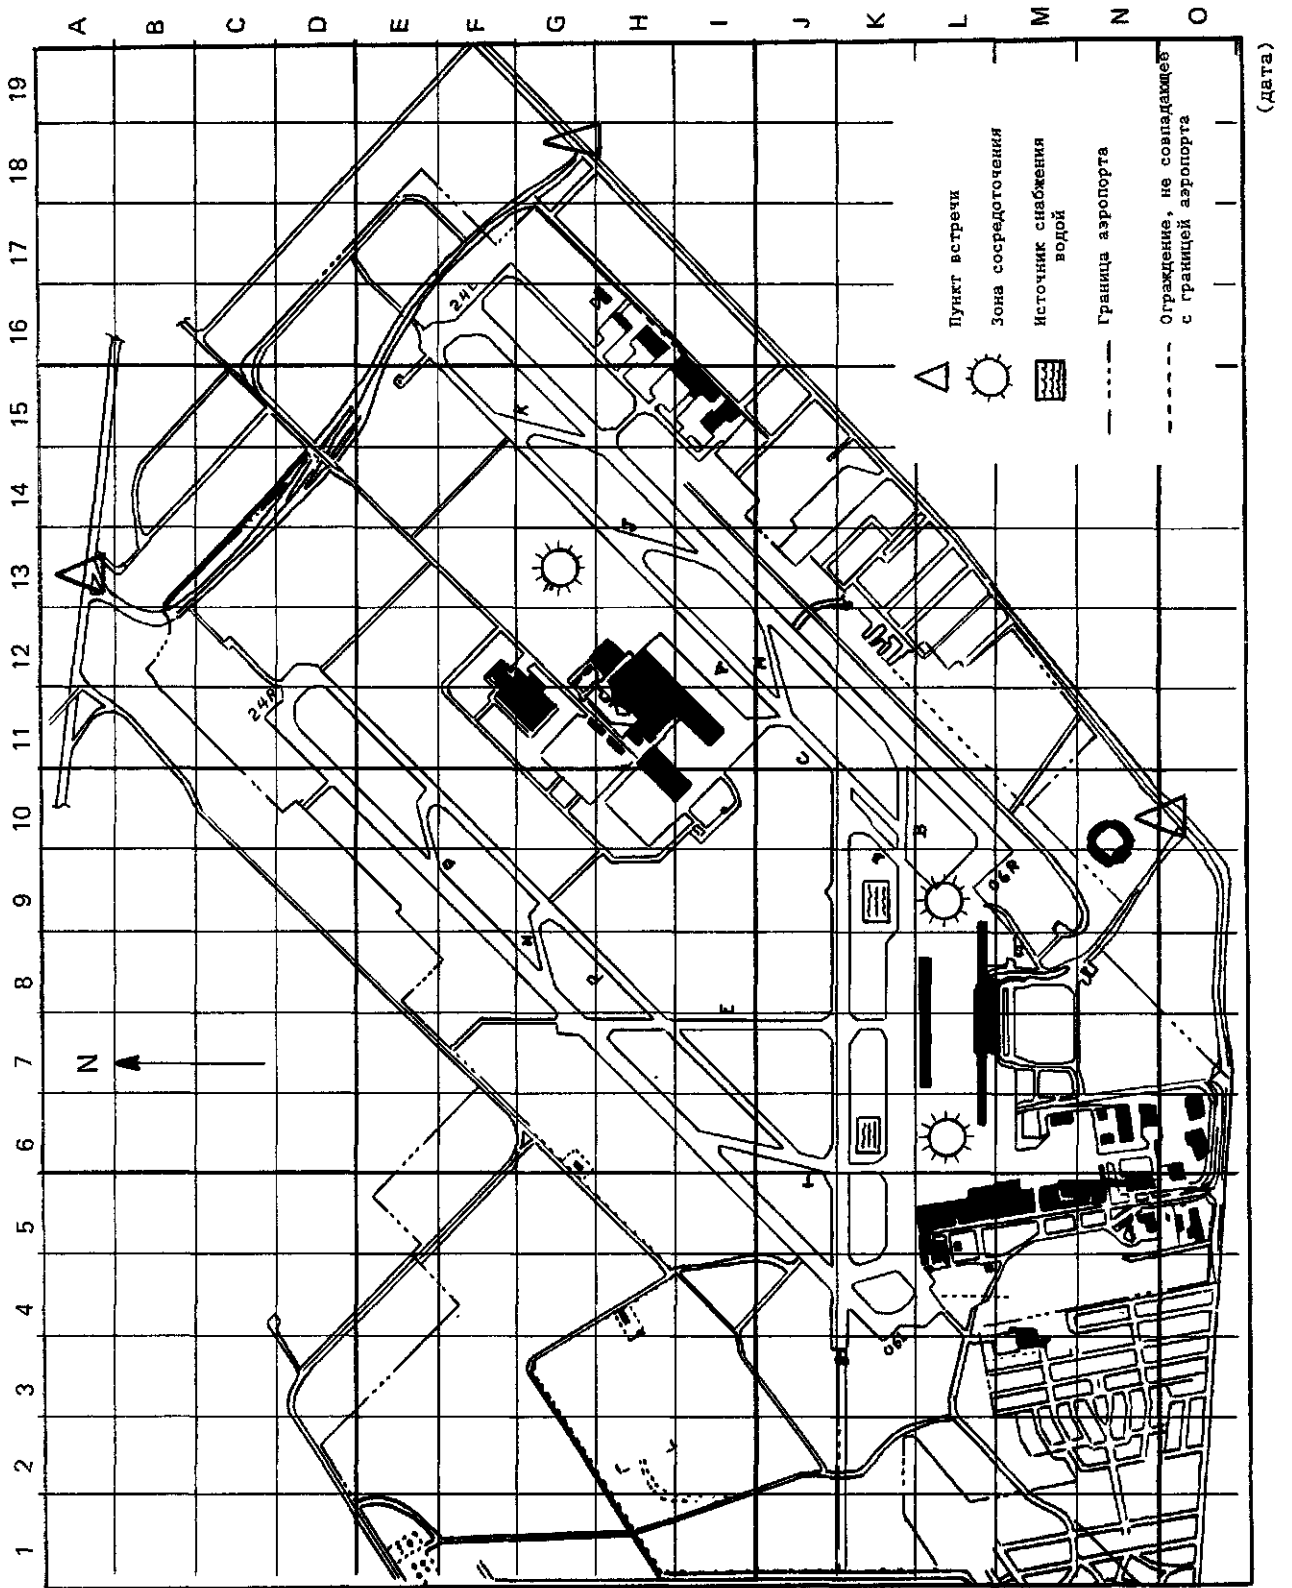 A
B
C
D
E
F
G
H
I
J
K
L
M
N
O
19
18
17
16
15
14
13
12
11
10
9
8
7
6
5
4
3
2
1
N
24L
24R
06R
06L
K
J
C
B
A
E
Пункт встречи
Зона сосредоточения
Источник снабжения
водой
Граница аэропорта
Ограждение, не совпадающее
с границей аэропорта
(дата)